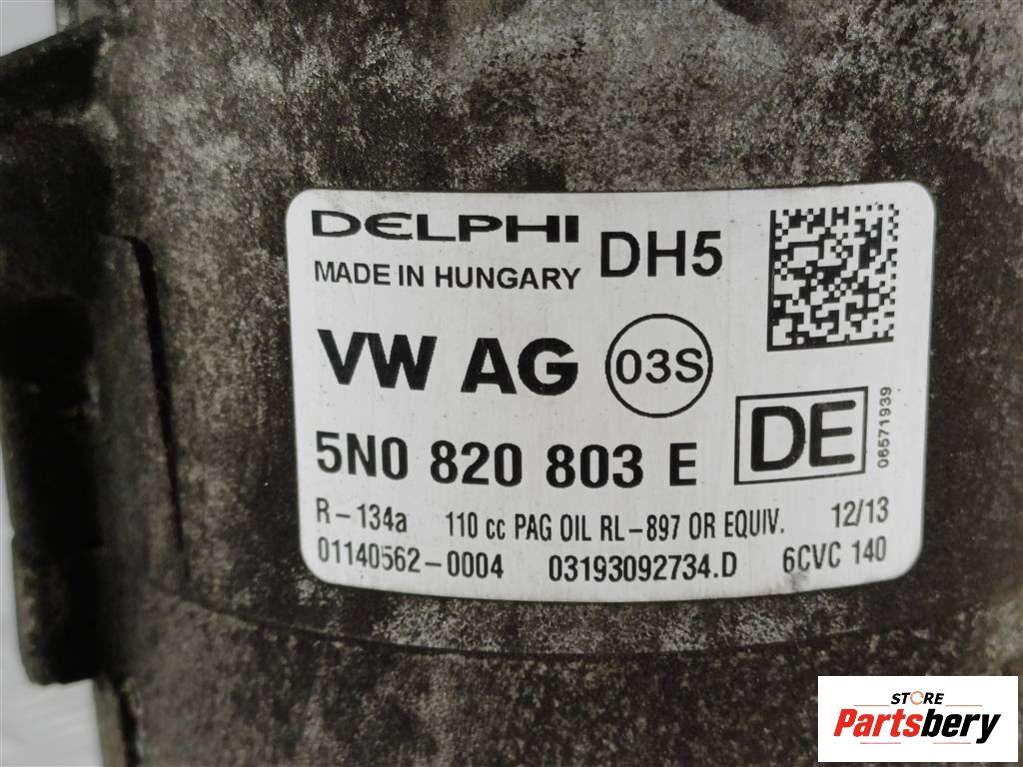 DELPHI DH5
MADE IN HUNGARY
VW AG 03S
5N0 820 803 E DE
06571939
R-134a 110 cc PAG OIL RL-897 OR EQUIV. 12/13
01140562-0004 03193092734.D 6CVC 140
STORE
Partsbery